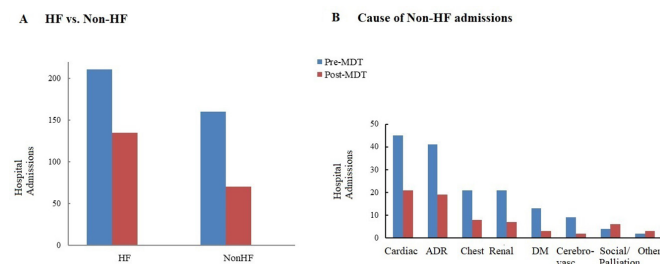 A HF vs. Non-HF
200
150
100
50
0
Hospital
Admissions
HF NonHF
Pre-MDT
Post-MDT
B Cause of Non-HF admissions
50
40
30
20
10
0
Hospital
Admissions
Cardiac ADR Chest Renal DM Cerebro-
vasc Social/
Palliation Other